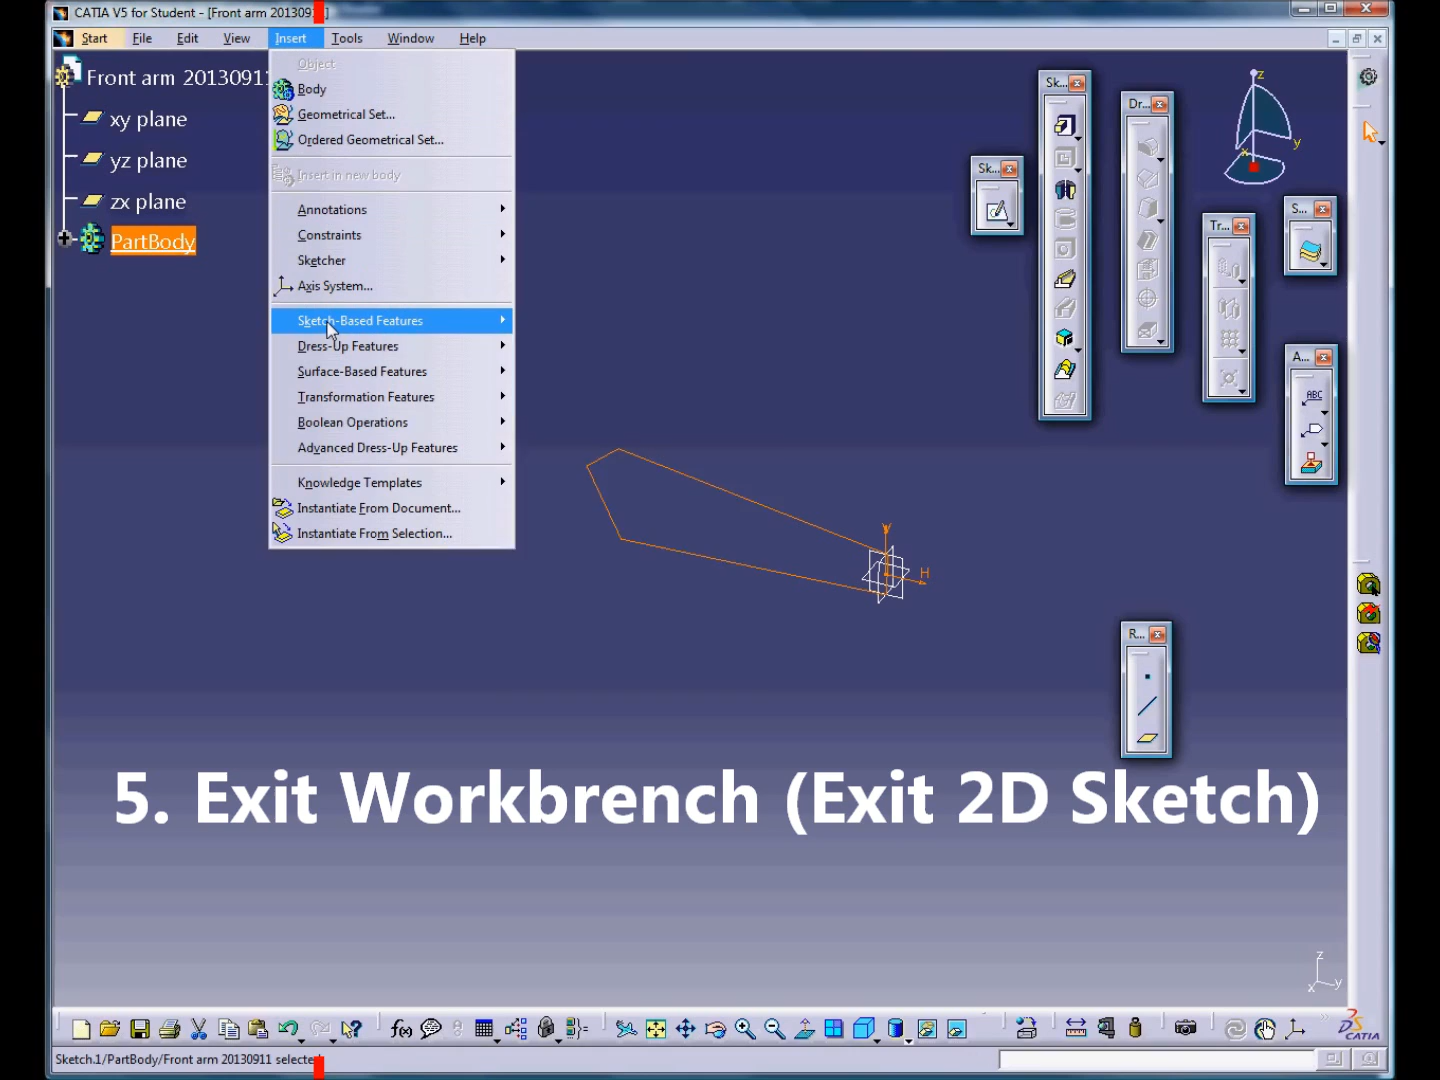 CATIA V5 for Student - [Front arm 201309
Start File Edit View Insert Tools Window Help
Object
Body
Geometrical Set...
Ordered Geometrical Set...
Insert in new body
Annotations
Constraints
Sketcher
Axis System...
Sketch-Based Features
Dress-Up Features
Surface-Based Features
Transformation Features
Boolean Operations
Advanced Dress-Up Features
Knowledge Templates
Instantiate From Document...
Instantiate From Selection...
Front arm 2013091
xy plane
yz plane
zx plane
PartBody
Sk...
Sk...
Dr...
Tr...
S...
A...
ABC
R...
z
y
x
V
H
5. Exit Workbrench (Exit 2D Sketch)
z
x y
f(x)
CATIA
Sketch.1/PartBody/Front arm 20130911 selecte